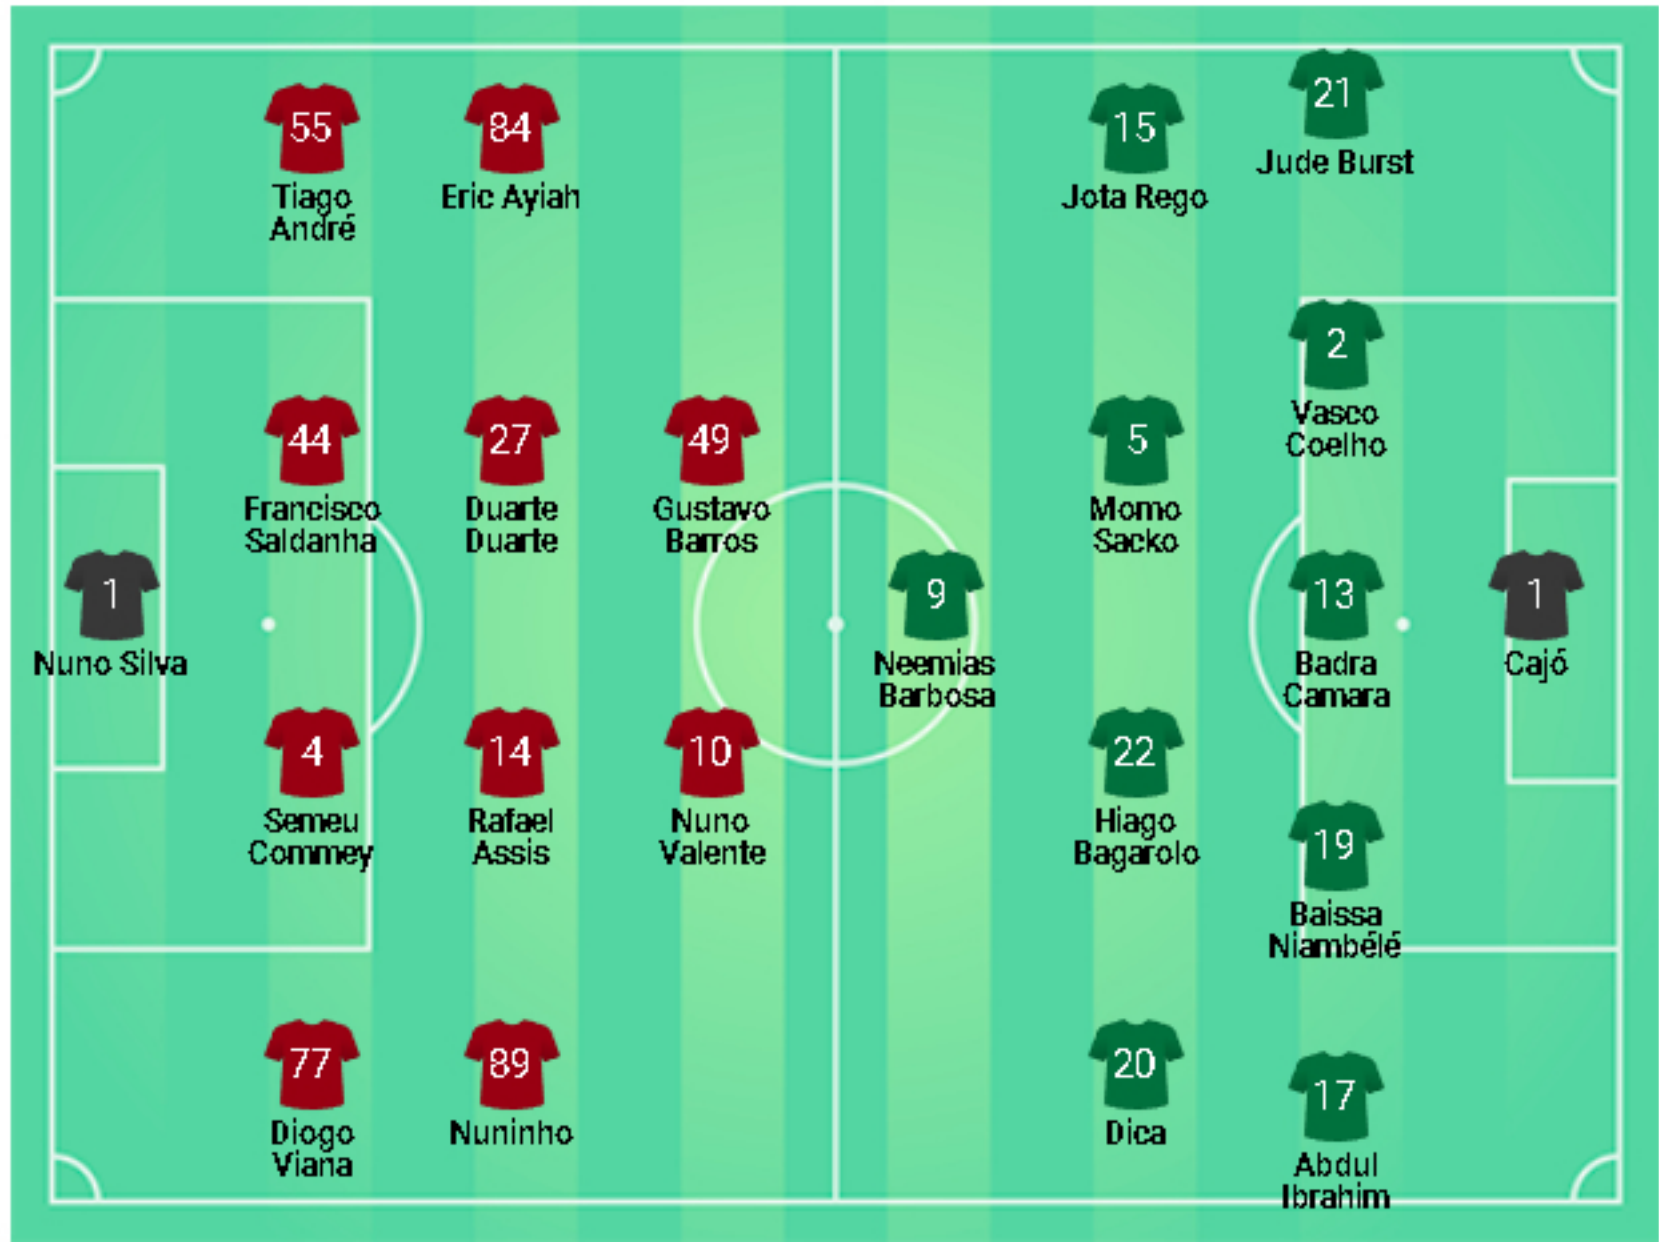 55
Tiago
André
84
Eric Ayiah
44
Francisco
Saldanha
27
Duarte
Duarte
49
Gustavo
Barros
1
Nuno Silva
4
Semeu
Commey
14
Rafael
Assis
10
Nuno
Valente
77
Diogo
Viana
89
Nuninho
15
Jota Rego
21
Jude Burst
2
Vasco
Coelho
5
Momo
Sacko
9
Neemias
Barbosa
13
Badra
Camara
1
Cajó
22
Hiago
Bagarolo
19
Baissa
Niambélé
20
Dica
17
Abdul
Ibrahim